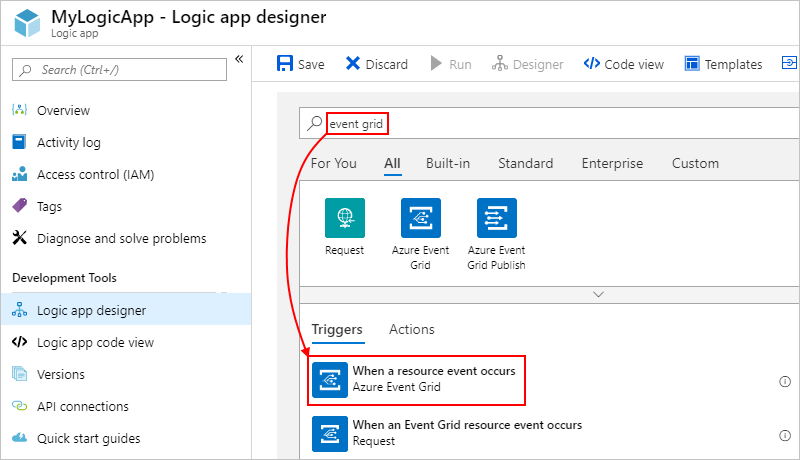 MyLogicApp - Logic app designer
Logic app
Search (Ctrl+/)
«
Overview
Activity log
Access control (IAM)
Tags
Diagnose and solve problems
Development Tools
Logic app designer
Logic app code view
Versions
API connections
Quick start guides
Save
Discard
Run
Designer
Code view
Templates
event grid
For You
All
Built-in
Standard
Enterprise
Custom
Request
Azure Event
Grid
Azure Event
Grid Publish
Triggers
Actions
When a resource event occurs
Azure Event Grid
When an Event Grid resource event occurs
Request